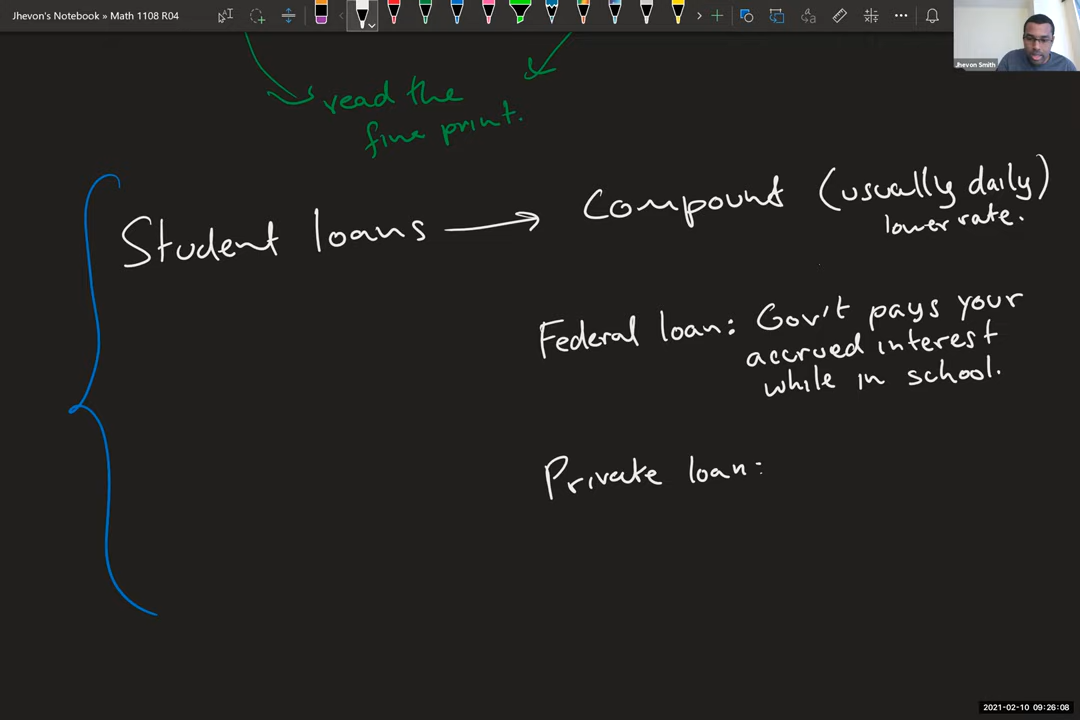 Jhevon's Notebook » Math 1108 R04
Jhevon Smith
read the
fine print.
Student loans → Compound (usually daily)
lower rate.
Federal loan: Gov't pays your
accrued interest
while in school.
Private loan:
2021-02-10 09:26:08